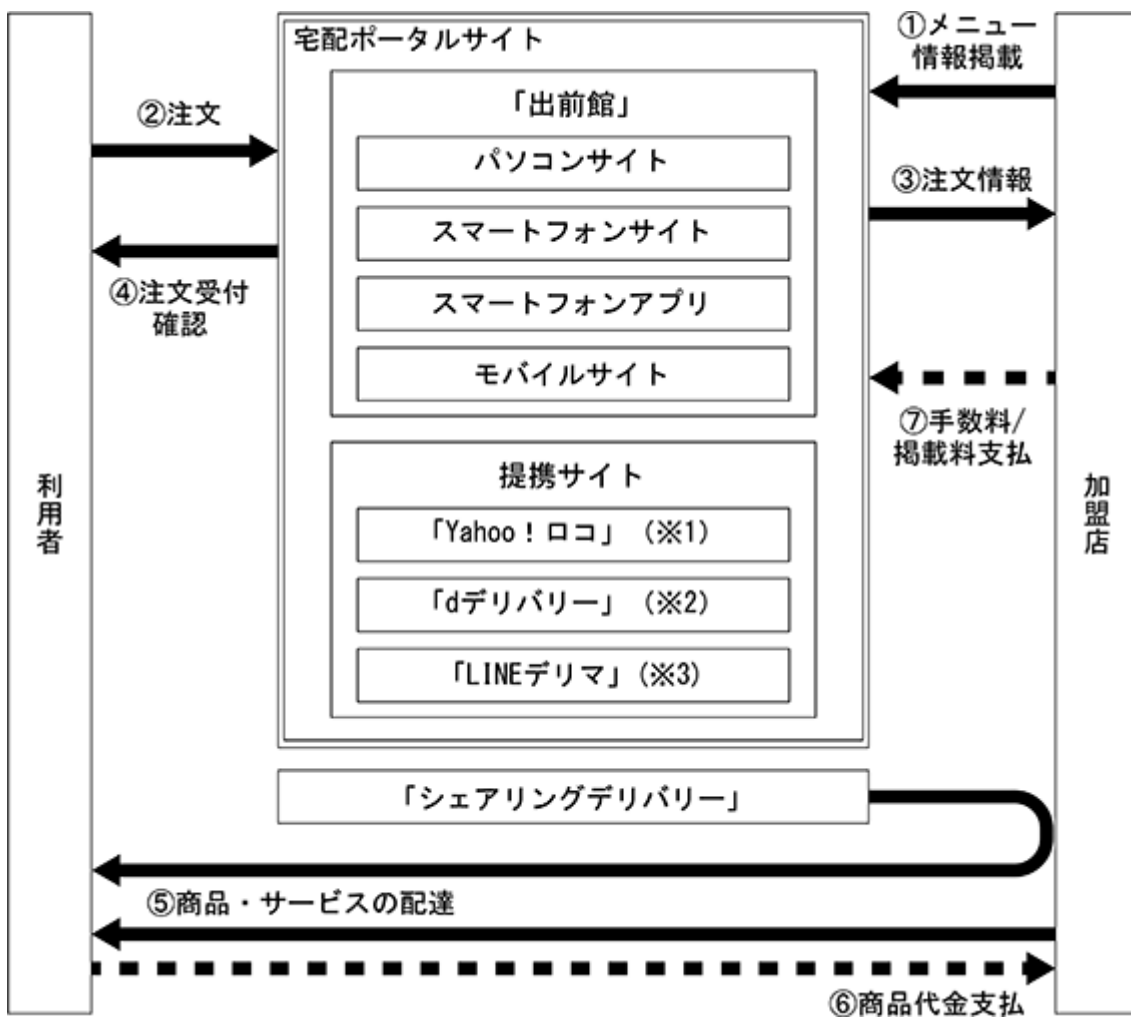 宅配ポータルサイト
「出前館」
パソコンサイト
スマートフォンサイト
スマートフォンアプリ
モバイルサイト
提携サイト
「Yahoo！ロコ」（※1）
「dデリバリー」（※2）
「LINEデリマ」（※3）
「シェアリングデリバリー」
利用者
加盟店
①メニュー
情報掲載
②注文
③注文情報
④注文受付
確認
⑤商品・サービスの配達
⑥商品代金支払
⑦手数料/
掲載料支払